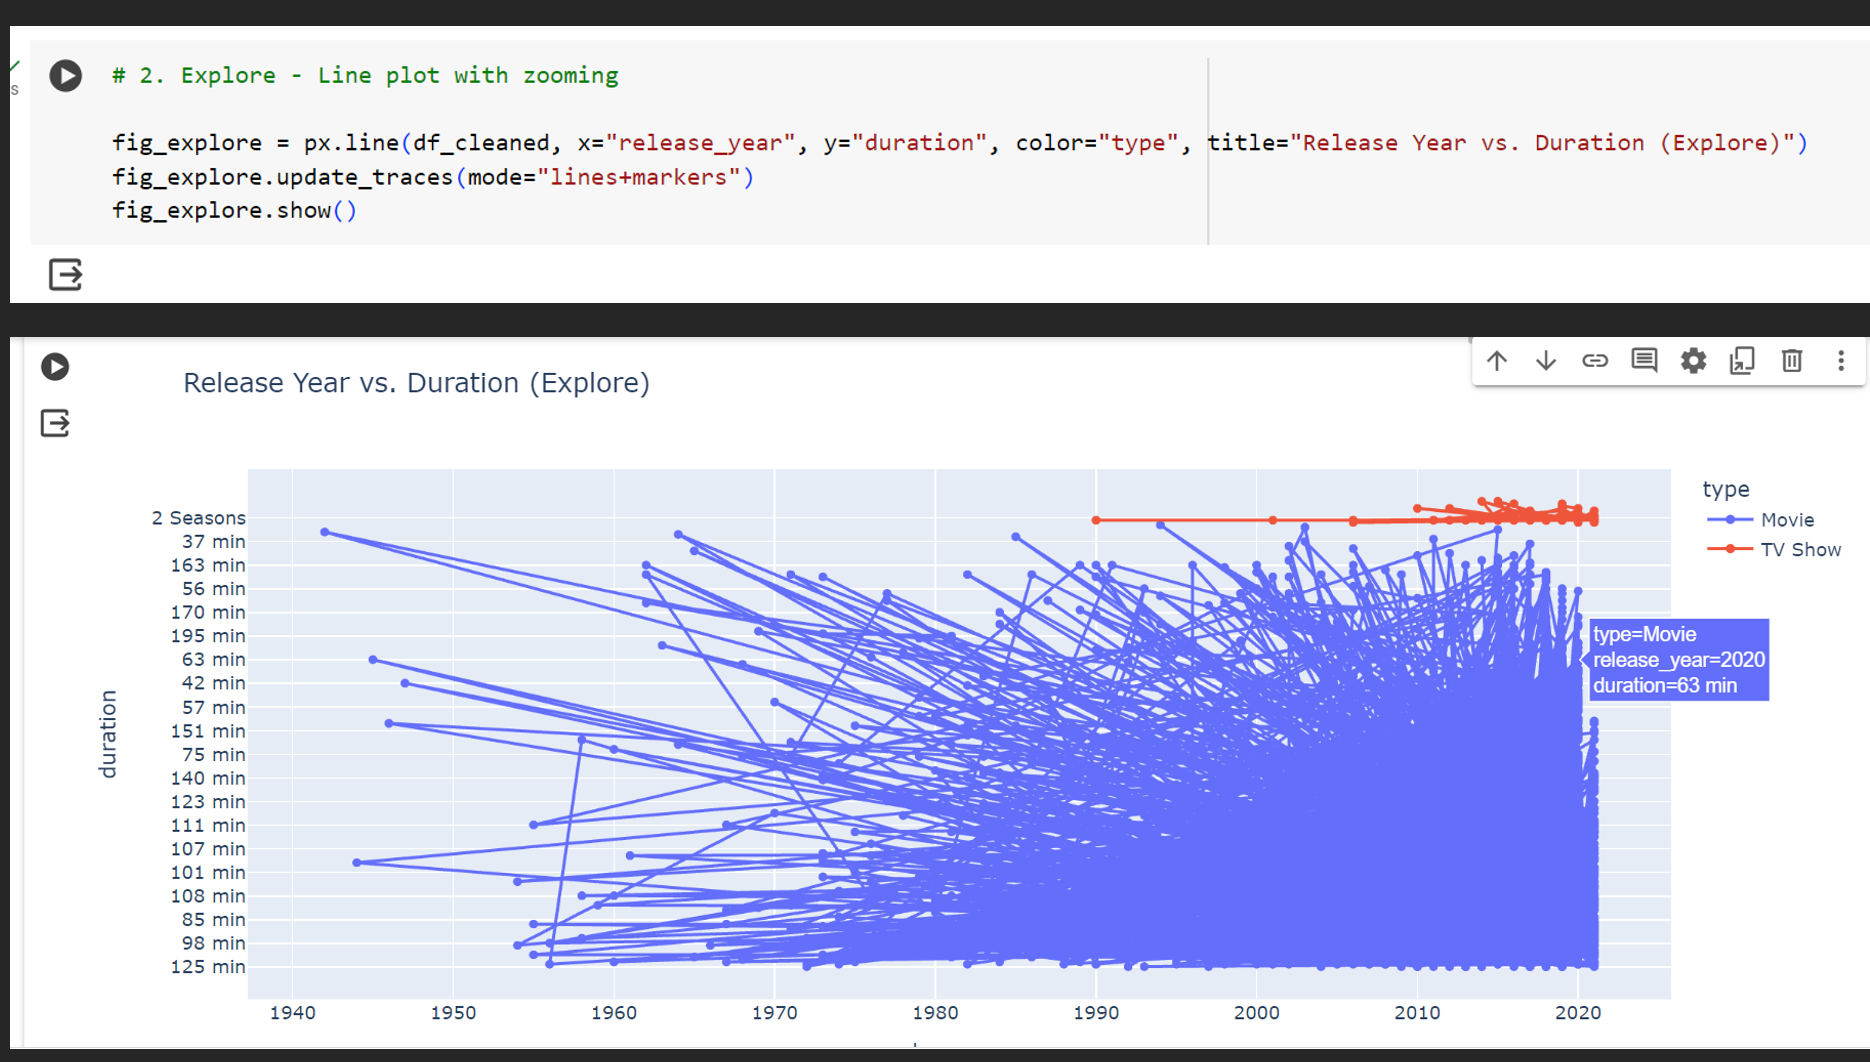 s
# 2. Explore - Line plot with zooming
fig_explore = px.line(df_cleaned, x="release_year", y="duration", color="type", title="Release Year vs. Duration (Explore)")
fig_explore.update_traces(mode="lines+markers")
fig_explore.show()
Release Year vs. Duration (Explore)
type
Movie
TV Show
duration
2 Seasons
37 min
163 min
56 min
170 min
195 min
63 min
42 min
57 min
151 min
75 min
140 min
123 min
111 min
107 min
101 min
108 min
85 min
98 min
125 min
type=Movie
release_year=2020
duration=63 min
1940 1950 1960 1970 1980 1990 2000 2010 2020